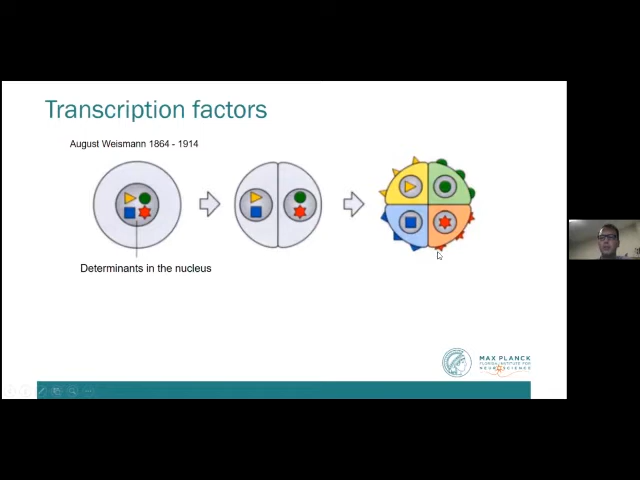 Transcription factors
August Weismann 1864 - 1914
Determinants in the nucleus
MAX PLANCK
FLORIDA INSTITUTE FOR
NEUROSCIENCE